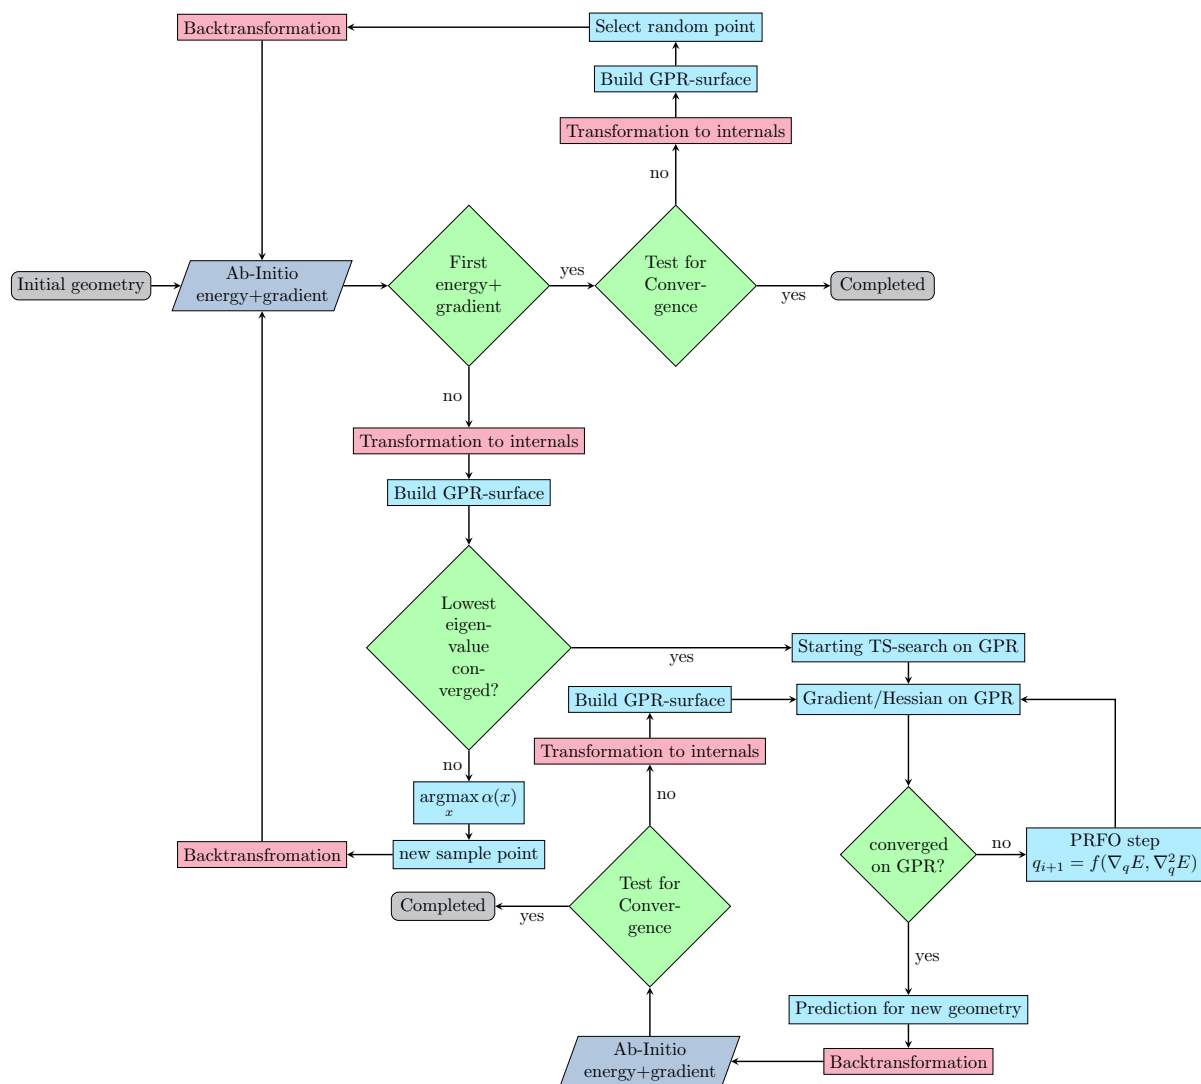 Backtransformation
Select random point
Build GPR-surface
Transformation to internals
no
Initial geometry
Ab-Initio
energy+gradient
First
energy+
gradient
yes
Test for
Conver-
gence
yes
Completed
no
Transformation to internals
Build GPR-surface
Lowest
eigen-
value
con-
verged?
yes
Starting TS-search on GPR
Build GPR-surface
Gradient/Hessian on GPR
Transformation to internals
no
no
argmax α(x)
x
Backtransfromation
new sample point
converged
on GPR?
no
PRFO step
q_{i+1} = f(∇_q E, ∇_q^2 E)
Completed
yes
Test for
Conver-
gence
yes
Prediction for new geometry
Ab-Initio
energy+gradient
Backtransformation